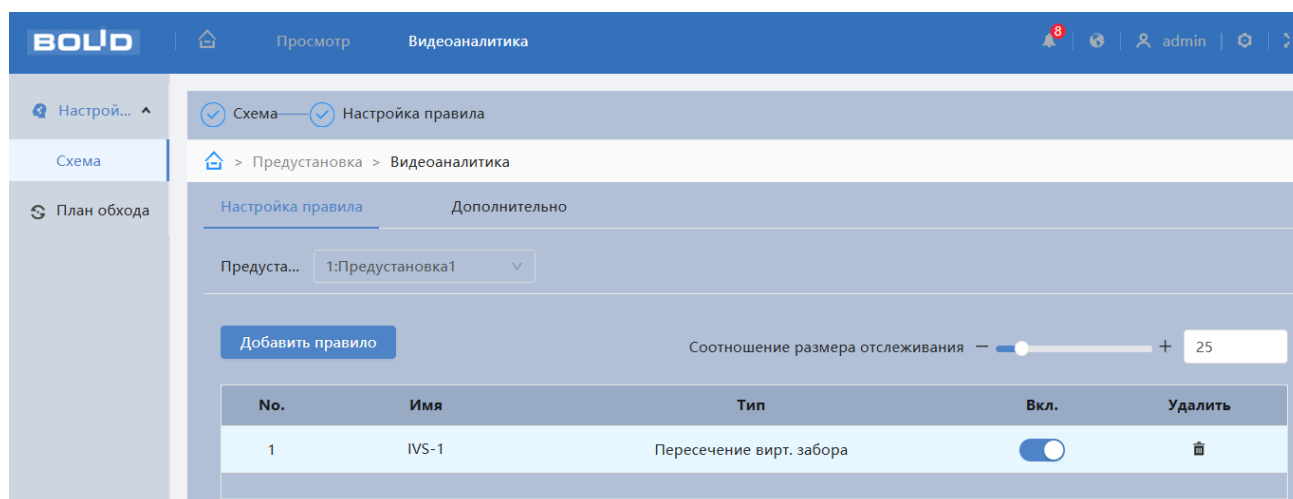 BOLID Просмотр Видеоаналитика 8 admin
Настрой... Схема Настройка правила
Схема > Предустановка > Видеоаналитика
План обхода Настройка правила Дополнительно
Предуста... 1:Предустановка1
Добавить правило Соотношение размера отслеживания − + 25
No. Имя Тип Вкл. Удалить
1 IVS-1 Пересечение вирт. забора